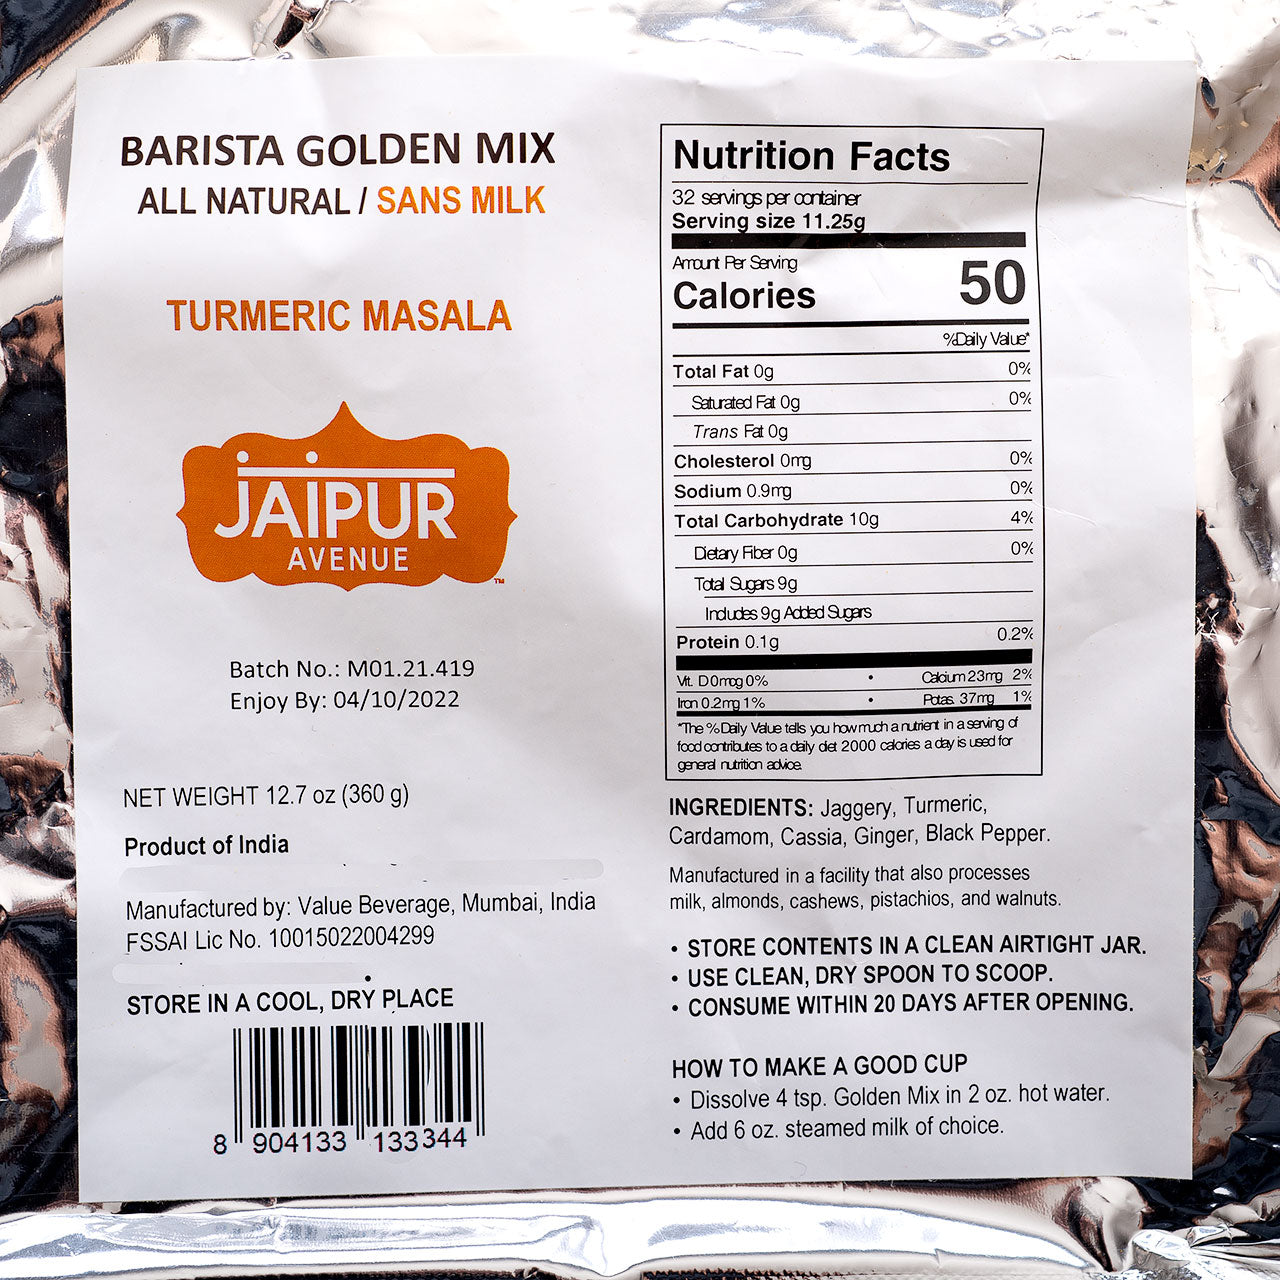 BARISTA GOLDEN MIX
ALL NATURAL / SANS MILK
TURMERIC MASALA
JAIPUR
AVENUE
TM
Batch No.: M01.21.419
Enjoy By: 04/10/2022
NET WEIGHT 12.7 oz (360 g)
Product of India
Manufactured by: Value Beverage, Mumbai, India
FSSAI Lic No. 10015022004299
STORE IN A COOL, DRY PLACE
8 904133 133344
Nutrition Facts
32 servings per container
Serving size 11.25g
Amount Per Serving
Calories 50
%Daily Value*
Total Fat 0g 0%
Saturated Fat 0g 0%
Trans Fat 0g
Cholesterol 0mg 0%
Sodium 0.9mg 0%
Total Carbohydrate 10g 4%
Dietary Fiber 0g 0%
Total Sugars 9g
Includes 9g Added Sugars
Protein 0.1g 0.2%
Vit. D 0mcg 0% • Calcium 23mg 2%
Iron 0.2mg 1% • Potas. 37mg 1%
*The % Daily Value tells you how much a nutrient in a serving of
food contributes to a daily diet 2000 calories a day is used for
general nutrition advice.
INGREDIENTS: Jaggery, Turmeric,
Cardamom, Cassia, Ginger, Black Pepper.
Manufactured in a facility that also processes
milk, almonds, cashews, pistachios, and walnuts.
• STORE CONTENTS IN A CLEAN AIRTIGHT JAR.
• USE CLEAN, DRY SPOON TO SCOOP.
• CONSUME WITHIN 20 DAYS AFTER OPENING.
HOW TO MAKE A GOOD CUP
• Dissolve 4 tsp. Golden Mix in 2 oz. hot water.
• Add 6 oz. steamed milk of choice.